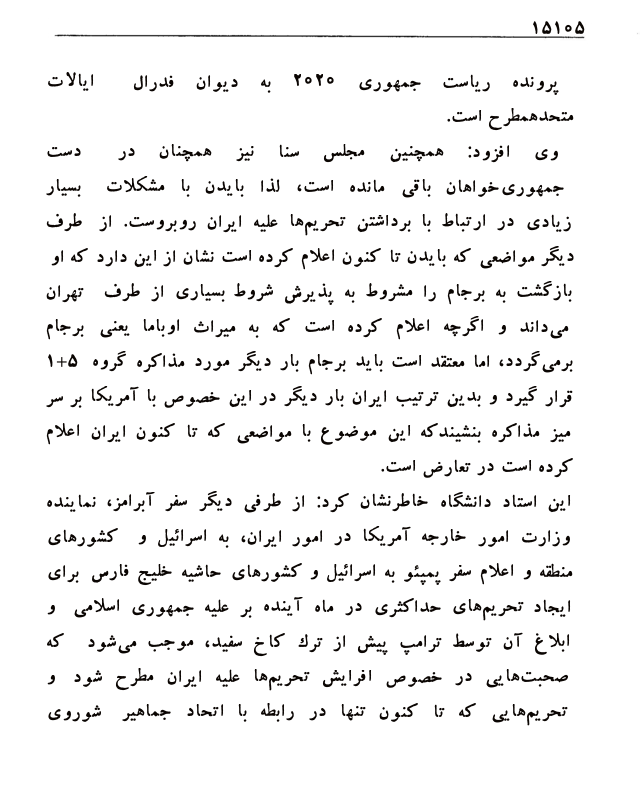 ۱۵۱۰۵
پرونده ریاست جمهوری ۲۰۲۰ به دیوان فدرال ایالات
متحدهمطرح است.
وی افزود: همچنین مجلس سنا نیز همچنان در دست
جمهوری‌خواهان باقی مانده است، لذا بایدن با مشکلات بسیار
زیادی در ارتباط با برداشتن تحریم‌ها علیه ایران روبروست. از طرف
دیگر مواضعی که بایدن تا کنون اعلام کرده است نشان از این دارد که او
بازگشت به برجام را مشروط به پذیرش شروط بسیاری از طرف تهران
می‌داند و اگرچه اعلام کرده است که به میراث اوباما یعنی برجام
برمی‌گردد، اما معتقد است باید برجام بار دیگر مورد مذاکره گروه ۵+۱
قرار گیرد و بدین ترتیب ایران بار دیگر در این خصوص با آمریکا بر سر
میز مذاکره بنشیندکه این موضوع با مواضعی که تا کنون ایران اعلام
کرده است در تعارض است.
این استاد دانشگاه خاطرنشان کرد: از طرفی دیگر سفر آبرامز، نماینده
وزارت امور خارجه آمریکا در امور ایران، به اسرائیل و کشورهای
منطقه و اعلام سفر پمپئو به اسرائیل و کشورهای حاشیه خلیج فارس برای
ایجاد تحریم‌های حداکثری در ماه آینده بر علیه جمهوری اسلامی و
ابلاغ آن توسط ترامپ پیش از ترك کاخ سفید، موجب می‌شود که
صحبت‌هایی در خصوص افرایش تحریم‌ها علیه ایران مطرح شود و
تحریم‌هایی که تا کنون تنها در رابطه با اتحاد جماهیر شوروی